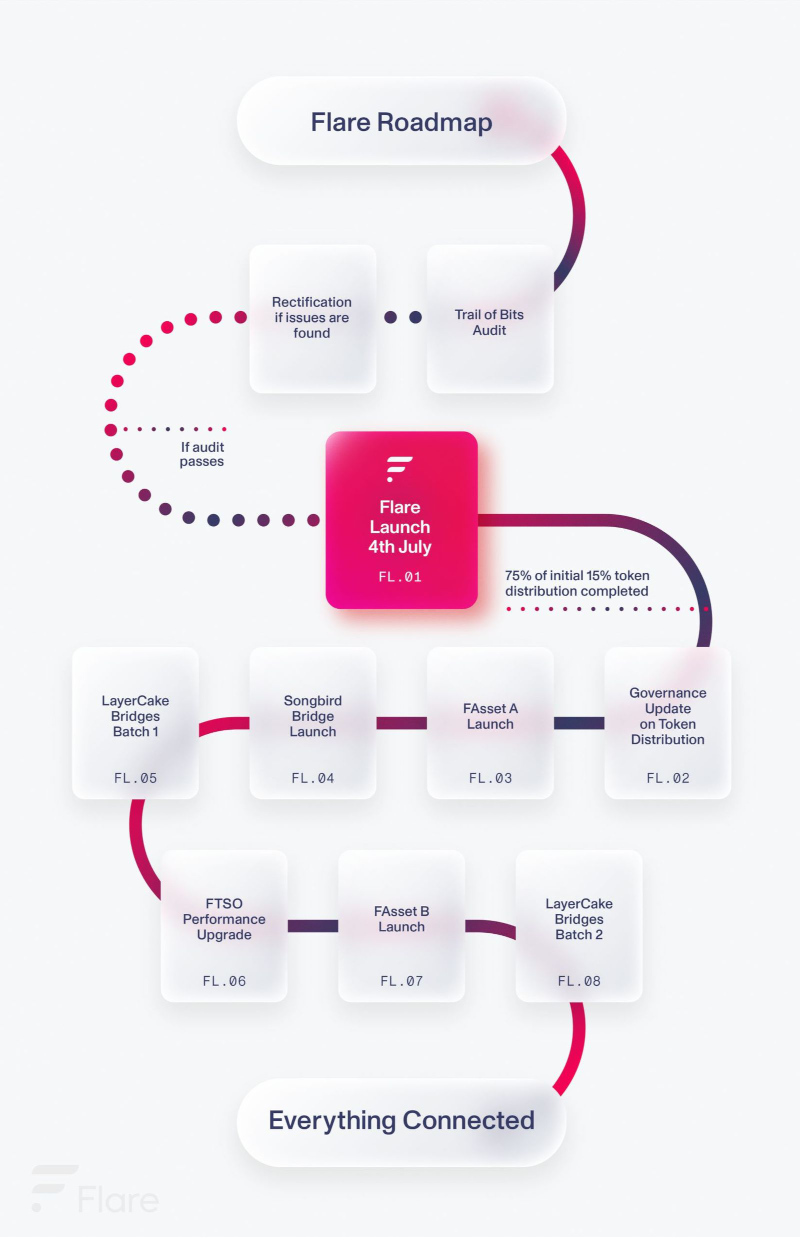 Flare Roadmap
Trail of Bits
Audit
Rectification
if issues are
found
If audit
passes
Flare
Launch
4th July
FL.01
75% of initial 15% token
distribution completed
Governance
Update
on Token
Distribution
FL.02
FAsset A
Launch
FL.03
Songbird
Bridge
Launch
FL.04
LayerCake
Bridges
Batch 1
FL.05
FTSO
Performance
Upgrade
FL.06
FAsset B
Launch
FL.07
LayerCake
Bridges
Batch 2
FL.08
Everything Connected
Flare